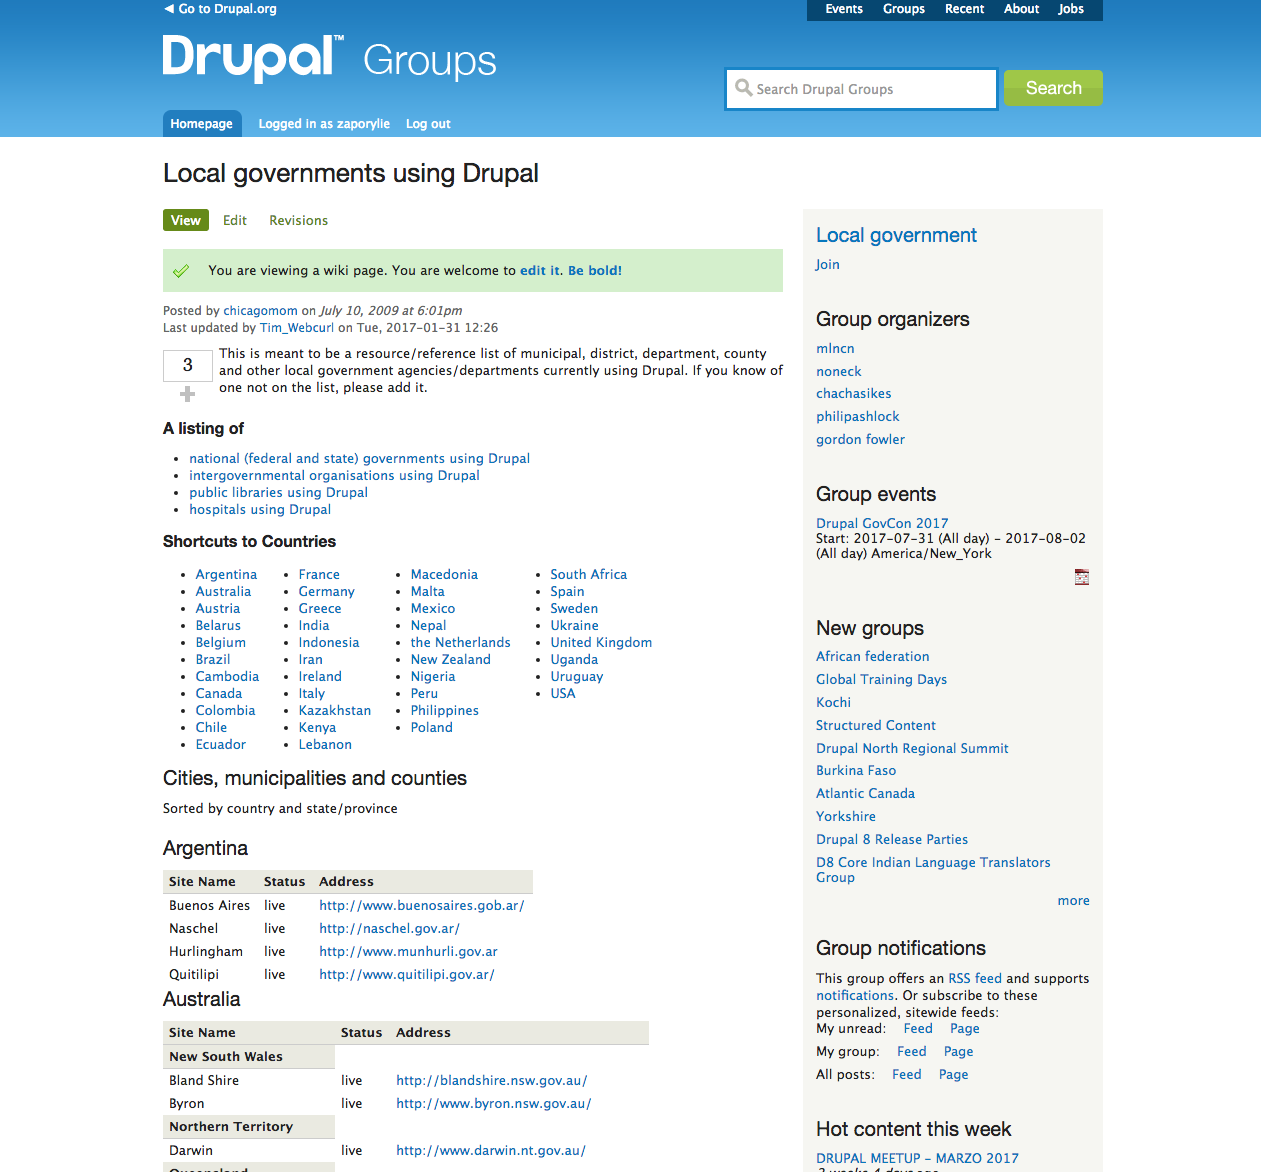 ◀ Go to Drupal.org
Events Groups Recent About Jobs
Drupal™ Groups
Search Drupal Groups
Search
Homepage Logged in as zaporylie Log out
Local governments using Drupal
View Edit Revisions
You are viewing a wiki page. You are welcome to edit it. Be bold!
Posted by chicagomom on July 10, 2009 at 6:01pm
Last updated by Tim_Webcurl on Tue, 2017-01-31 12:26
3
This is meant to be a resource/reference list of municipal, district, department, county
and other local government agencies/departments currently using Drupal. If you know of
one not on the list, please add it.
A listing of
• national (federal and state) governments using Drupal
• intergovernmental organisations using Drupal
• public libraries using Drupal
• hospitals using Drupal
Shortcuts to Countries
• Argentina
• Australia
• Austria
• Belarus
• Belgium
• Brazil
• Cambodia
• Canada
• Colombia
• Chile
• Ecuador
• France
• Germany
• Greece
• India
• Indonesia
• Iran
• Ireland
• Italy
• Kazakhstan
• Kenya
• Lebanon
• Macedonia
• Malta
• Mexico
• Nepal
• the Netherlands
• New Zealand
• Nigeria
• Peru
• Philippines
• Poland
• South Africa
• Spain
• Sweden
• Ukraine
• United Kingdom
• Uganda
• Uruguay
• USA
Cities, municipalities and counties
Sorted by country and state/province
Argentina
Site Name Status Address
Buenos Aires live http://www.buenosaires.gob.ar/
Naschel live http://naschel.gov.ar/
Hurlingham live http://www.munhurli.gov.ar
Quitilipi live http://www.quitilipi.gov.ar/
Australia
Site Name Status Address
New South Wales
Bland Shire live http://blandshire.nsw.gov.au/
Byron live http://www.byron.nsw.gov.au/
Northern Territory
Darwin live http://www.darwin.nt.gov.au/
Queensland
Local government
Join
Group organizers
mlncn
noneck
chachasikes
philipashlock
gordon fowler
Group events
Drupal GovCon 2017
Start: 2017-07-31 (All day) - 2017-08-02
(All day) America/New_York
New groups
African federation
Global Training Days
Kochi
Structured Content
Drupal North Regional Summit
Burkina Faso
Atlantic Canada
Yorkshire
Drupal 8 Release Parties
D8 Core Indian Language Translators
Group
more
Group notifications
This group offers an RSS feed and supports
notifications. Or subscribe to these
personalized, sitewide feeds:
My unread: Feed Page
My group: Feed Page
All posts: Feed Page
Hot content this week
DRUPAL MEETUP - MARZO 2017